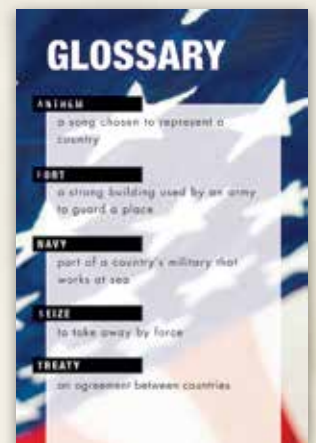 GLOSSARY
ANTHEM
a song chosen to represent a
country
FORT
a strong building used by an army
to guard a place
NAVY
part of a country's military that
works at sea
SEIZE
to take away by force
TREATY
an agreement between countries